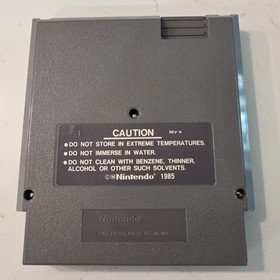 CAUTION REV-A
•DO NOT STORE IN EXTREME TEMPERATURES.
•DO NOT IMMERSE IN WATER.
•DO NOT CLEAN WITH BENZENE, THINNER,
ALCOHOL OR OTHER SUCH SOLVENTS.
©®Nintendo® 1985
Nintendo